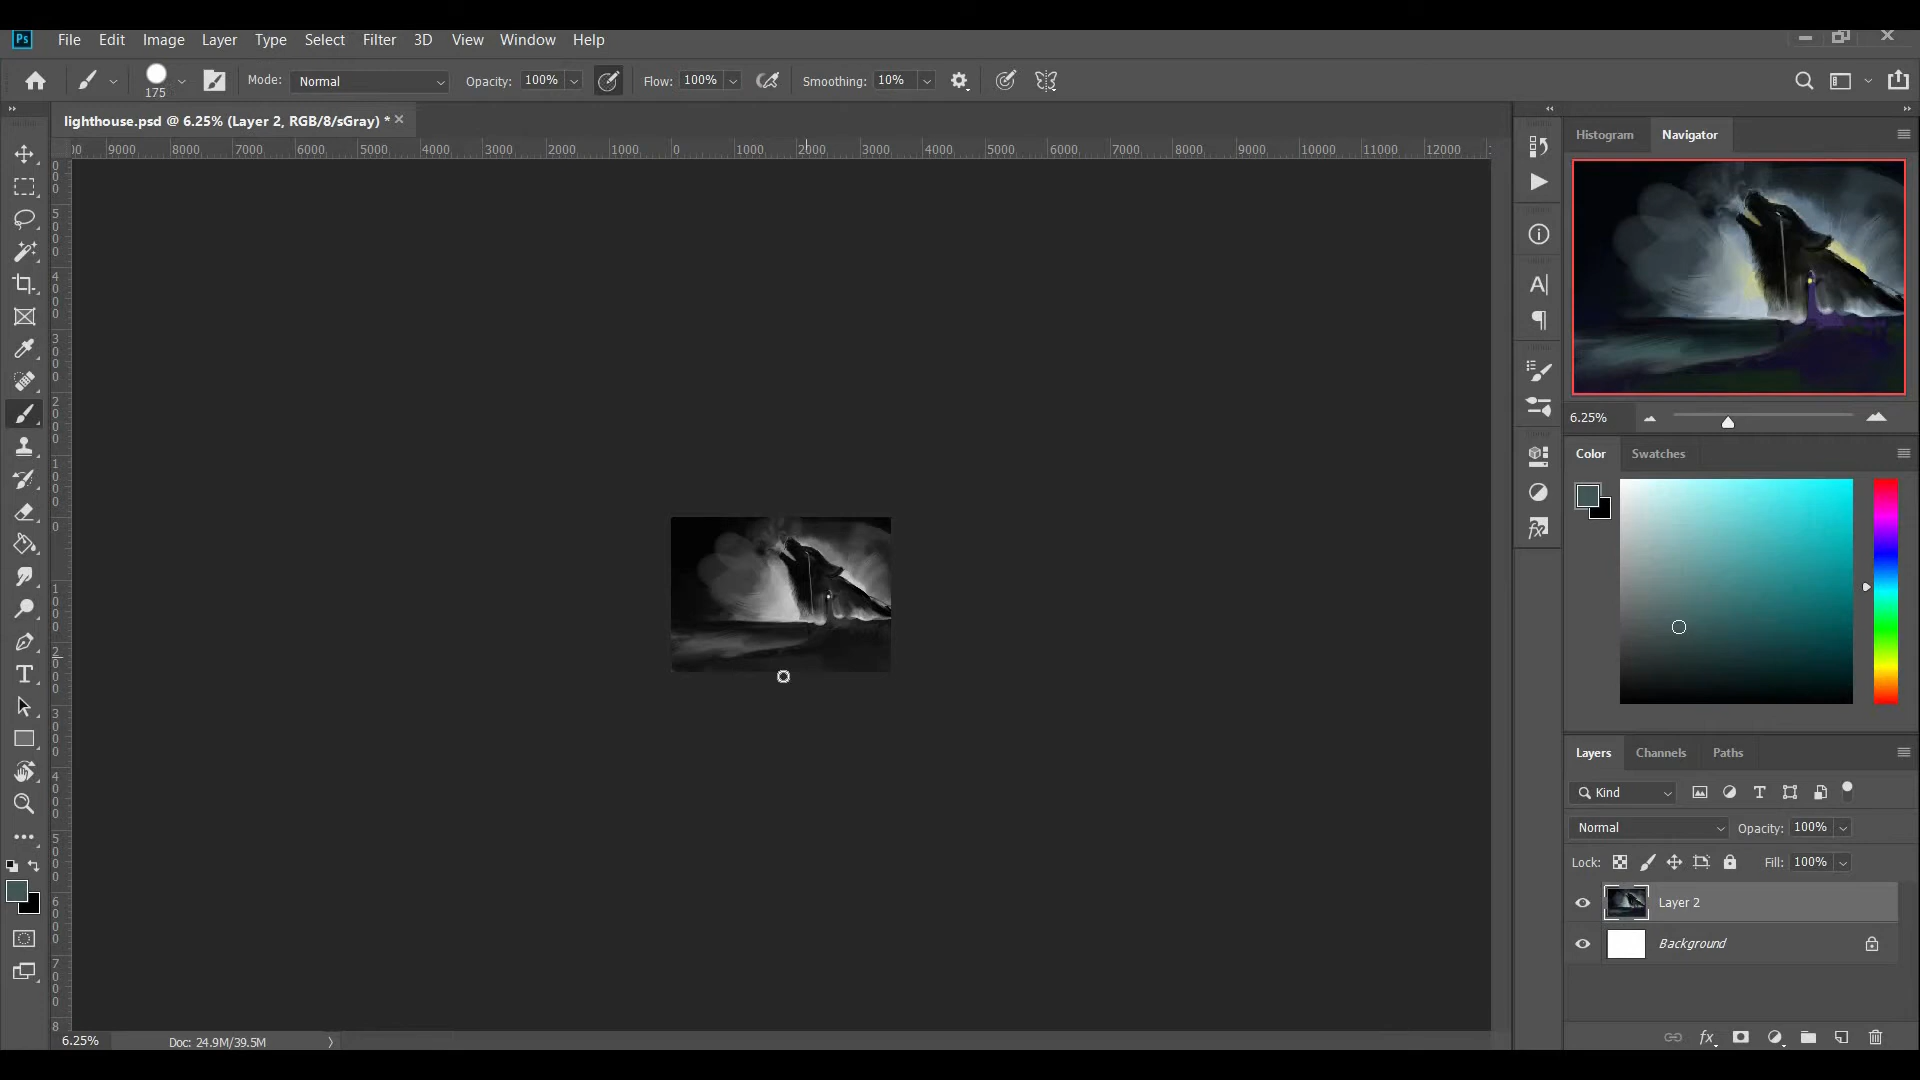 Ps File Edit Image Layer Type Select Filter 3D View Window Help
175 Mode: Normal Opacity: 100% Flow: 100% Smoothing: 10%
lighthouse.psd @ 6.25% (Layer 2, RGB/8/sGray) *
00 9000 8000 7000 6000 5000 4000 3000 2000 1000 0 1000 2000 3000 4000 5000 6000 7000 8000 9000 10000 11000 12000
Histogram Navigator
6.25%
Color Swatches
Layers Channels Paths
Kind
Normal Opacity: 100%
Lock: Fill: 100%
Layer 2
Background
6.25% Doc: 24.9M/39.5M